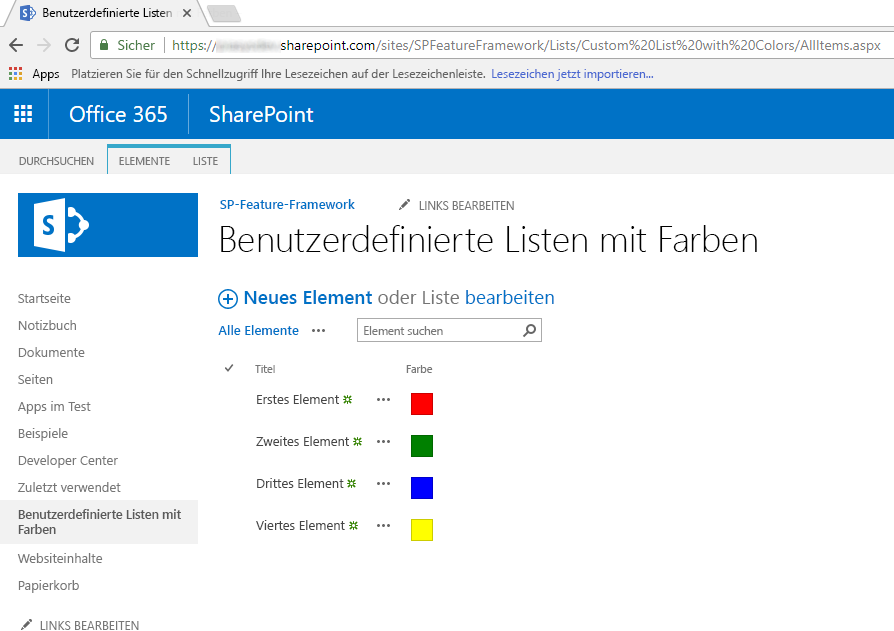 Benutzerdefinierte Listen
Sicher https:// sharepoint.com/sites/SPFeatureFramework/Lists/Custom%20List%20with%20Colors/AllItems.aspx
Apps Platzieren Sie für den Schnellzugriff Ihre Lesezeichen auf der Lesezeichenleiste. Lesezeichen jetzt importieren...
Office 365 SharePoint
DURCHSUCHEN ELEMENTE LISTE
S
SP-Feature-Framework LINKS BEARBEITEN
Benutzerdefinierte Listen mit Farben
Startseite
Notizbuch
Dokumente
Seiten
Apps im Test
Beispiele
Developer Center
Zuletzt verwendet
Benutzerdefinierte Listen mit
Farben
Websiteinhalte
Papierkorb
LINKS BEARBEITEN
Neues Element oder Liste bearbeiten
Alle Elemente ••• Element suchen
Titel Farbe
Erstes Element •••
Zweites Element •••
Drittes Element •••
Viertes Element •••